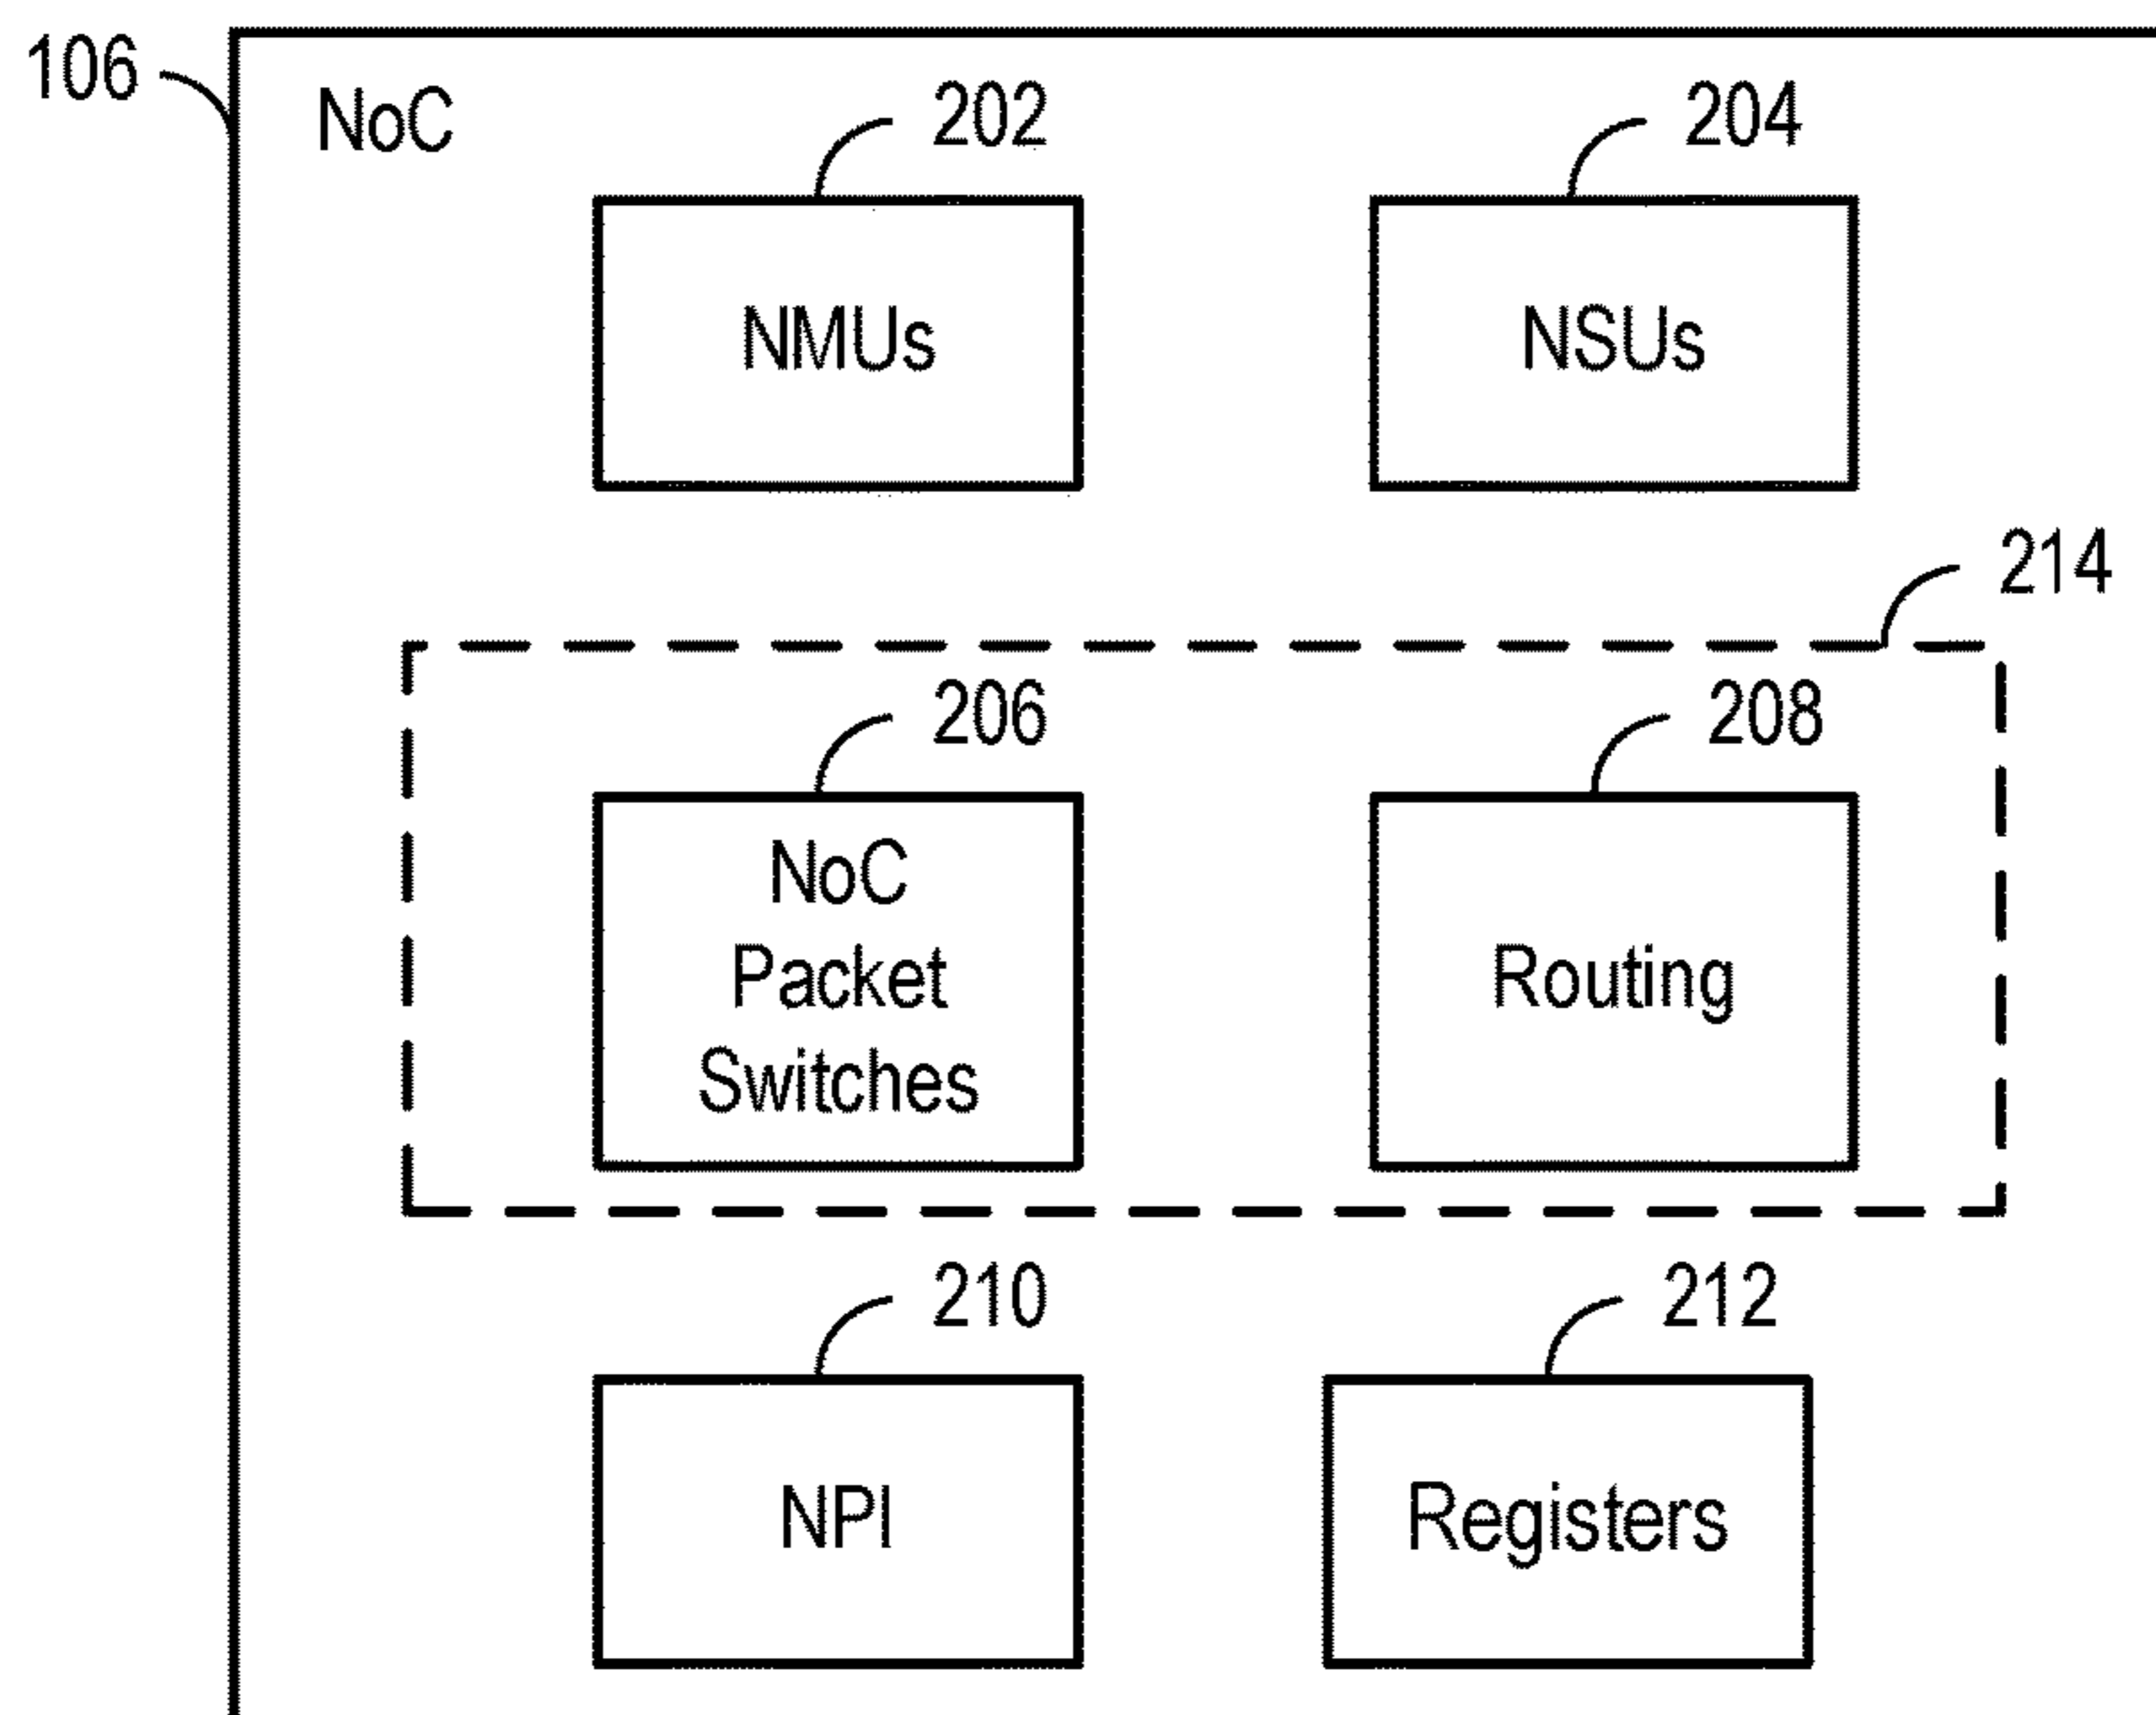 106
NoC
202
204
NMUs
NSUs
214
206
208
NoC
Packet
Switches
Routing
210
212
NPI
Registers